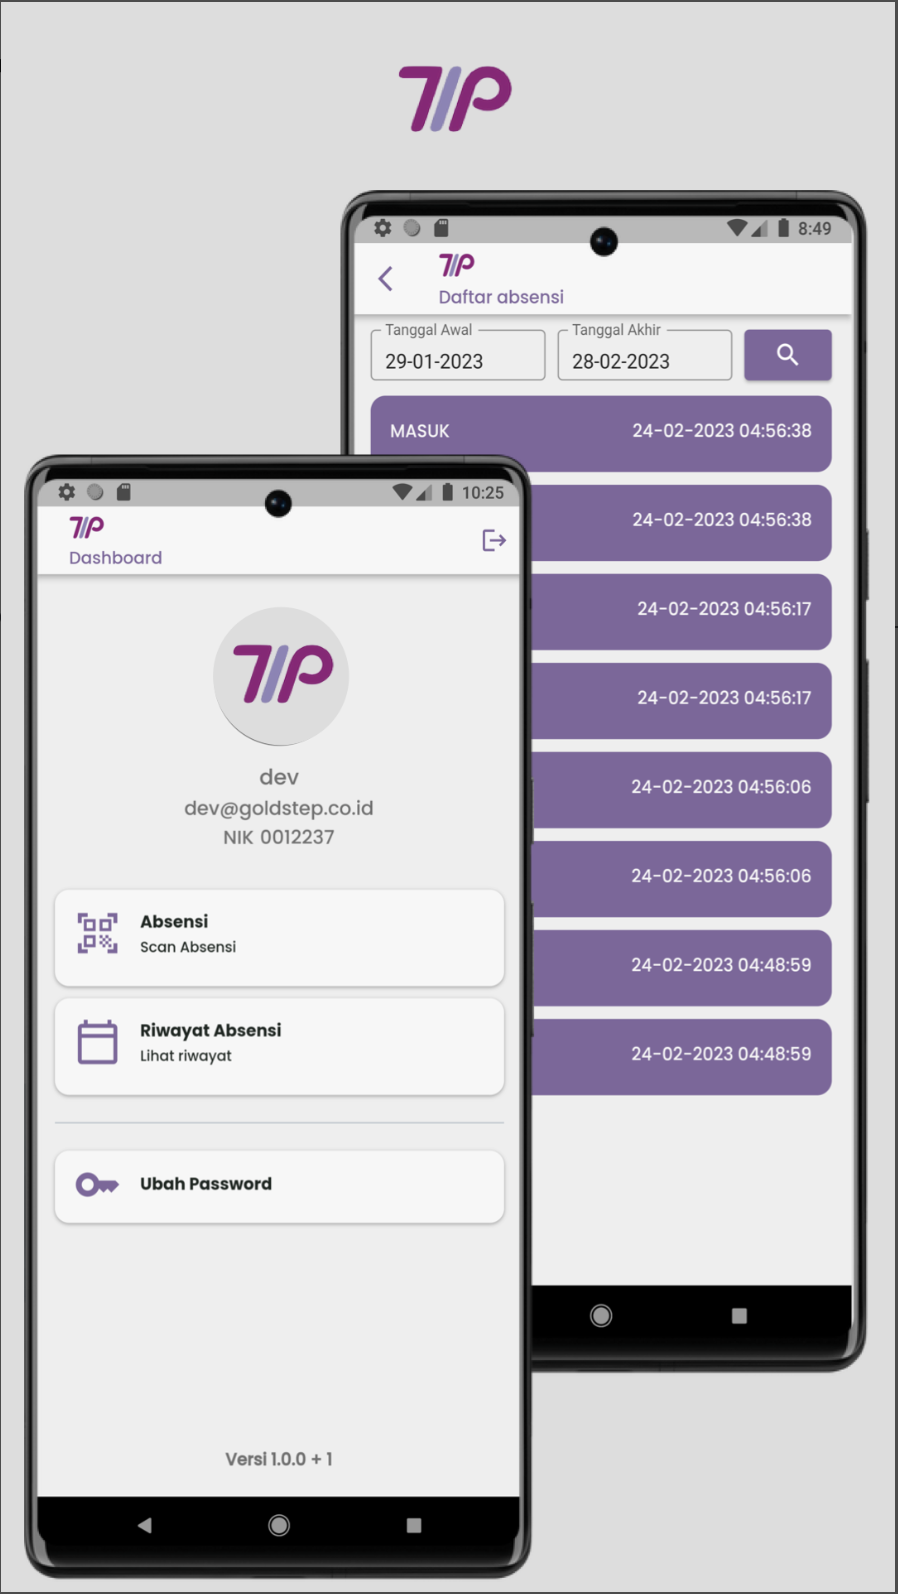 TIP
8:49
TIP
Daftar absensi
Tanggal Awal
Tanggal Akhir
29-01-2023
28-02-2023
MASUK 24-02-2023 04:56:38
24-02-2023 04:56:38
24-02-2023 04:56:17
24-02-2023 04:56:17
24-02-2023 04:56:06
24-02-2023 04:56:06
24-02-2023 04:48:59
24-02-2023 04:48:59
10:25
TIP
Dashboard
TIP
dev
dev@goldstep.co.id
NIK 0012237
Absensi
Scan Absensi
Riwayat Absensi
Lihat riwayat
Ubah Password
Versi 1.0.0 + 1